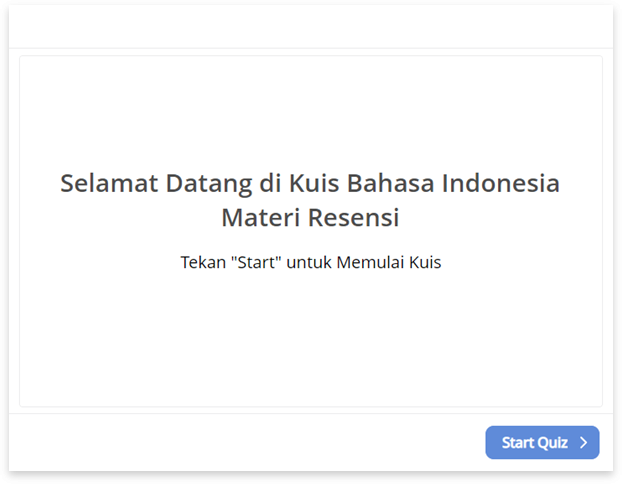 Selamat Datang di Kuis Bahasa Indonesia
Materi Resensi
Tekan "Start" untuk Memulai Kuis
Start Quiz